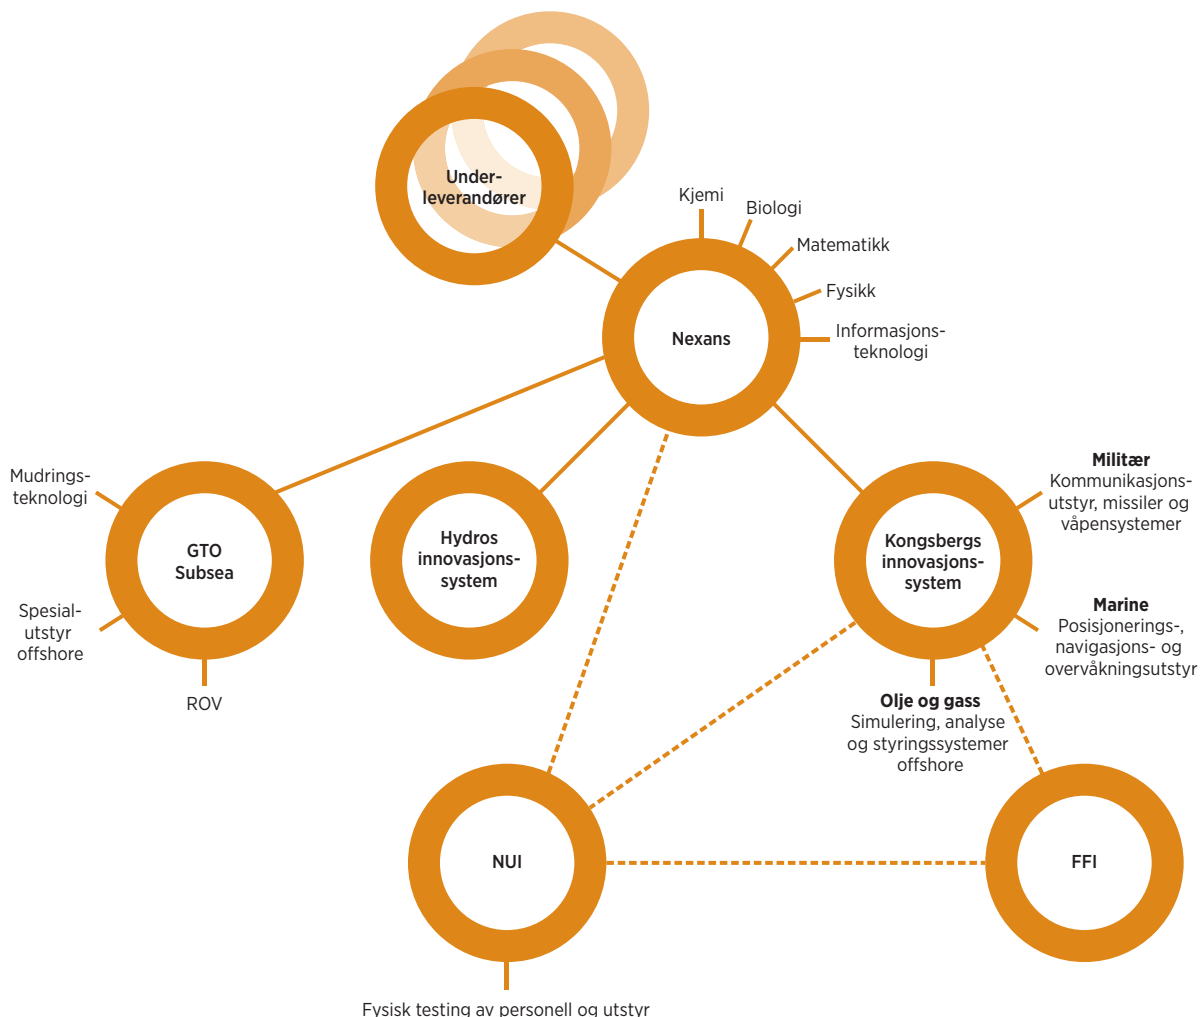 Under-
leverandører
Kjemi
Biologi
Matematikk
Fysikk
Informasjons-
teknologi
Nexans
Mudrings-
teknologi
GTO
Subsea
Spesial-
utstyr
offshore
ROV
Hydros
innovasjons-
system
Kongsbergs
innovasjons-
system
Militær
Kommunikasjons-
utstyr, missiler og
våpensystemer
Marine
Posisjonerings-,
navigasjons- og
overvåkningsutstyr
Olje og gass
Simulering, analyse
og styringssystemer
offshore
NUI
FFI
Fysisk testing av personell og utstyr